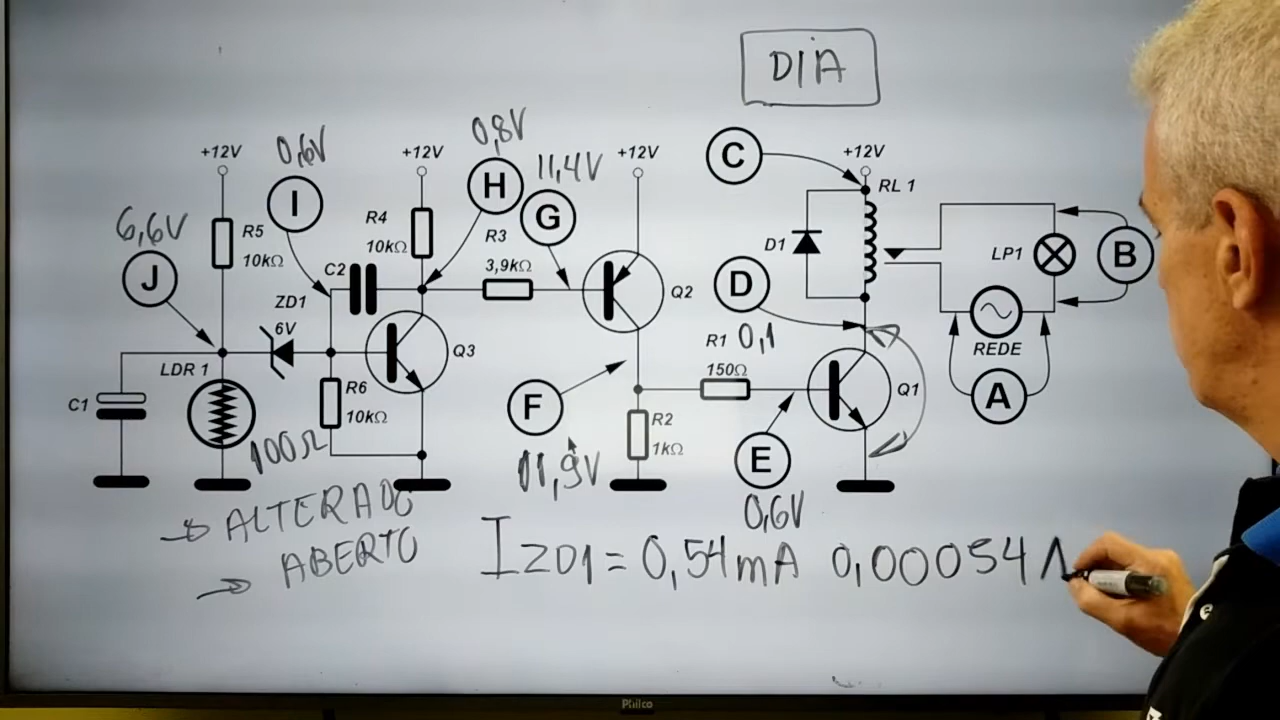 DIA
0,8V
0,6V
11,4V
+12V
+12V
+12V
+12V
C
I
H
G
RL 1
6,6V
R5
10kΩ
R4
10kΩ
R3
3,9kΩ
J
C2
ZD1
6V
D1
D
LP1
B
Q2
R1
0,1
150Ω
REDE
LDR 1
Q3
Q1
C1
R6
10kΩ
F
A
R2
1kΩ
E
100Ω
11,9V
0,6V
ALTERADO
ABERTO
IZD1 = 0,54mA 0,00054 A
Philco